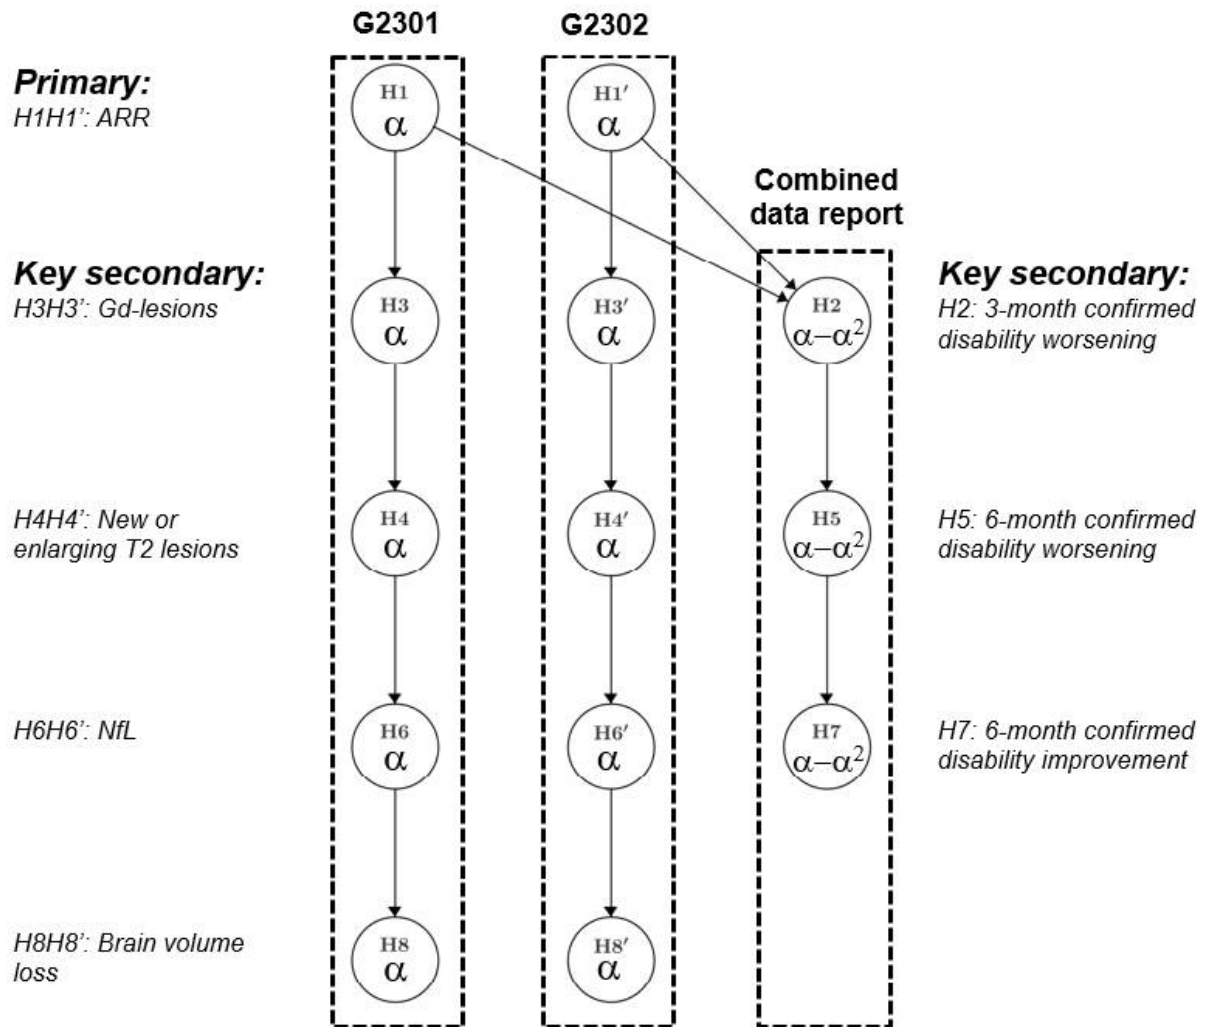 G2301
G2302
Primary:
H1H1’: ARR
H1
α
H1′
α
Combined
data report
Key secondary:
H3H3’: Gd-lesions
H3
α
H3′
α
H2
α–α²
Key secondary:
H2: 3-month confirmed
disability worsening
H4H4’: New or
enlarging T2 lesions
H4
α
H4′
α
H5
α–α²
H5: 6-month confirmed
disability worsening
H6H6’: NfL
H6
α
H6′
α
H7
α–α²
H7: 6-month confirmed
disability improvement
H8H8’: Brain volume
loss
H8
α
H8′
α